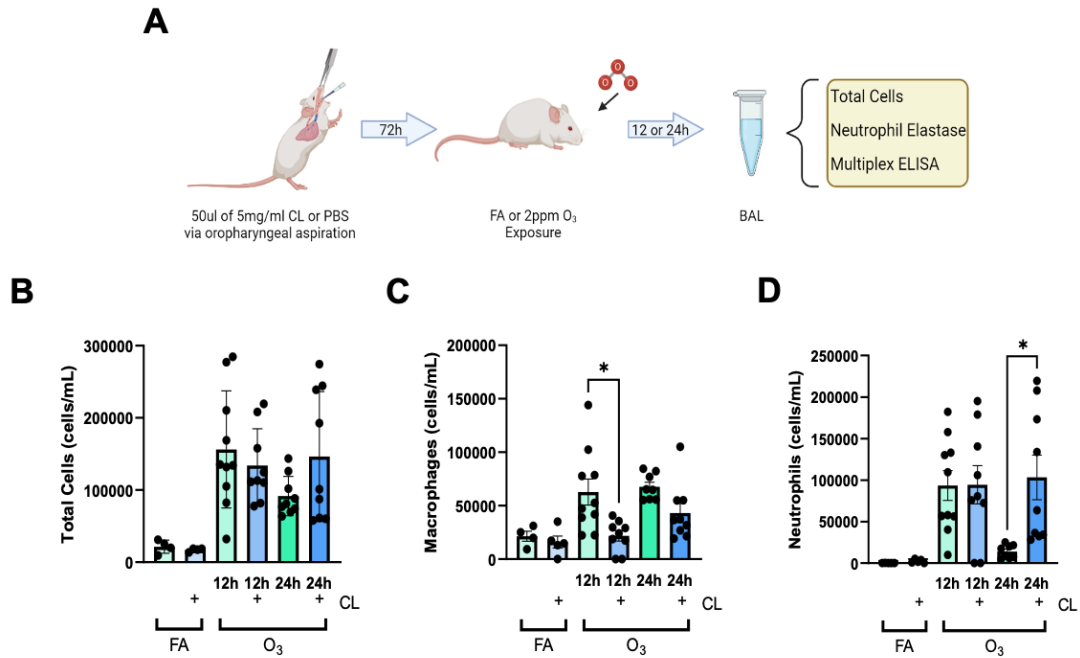 A
O O O
72h
12 or 24h
Total Cells
Neutrophil Elastase
Multiplex ELISA
50ul of 5mg/ml CL or PBS
via oropharyngeal aspiration
FA or 2ppm O₃
Exposure
BAL
B
Total Cells (cells/mL)
300000
200000
100000
0
12h 12h 24h 24h
+ + + CL
FA O₃
C
Macrophages (cells/mL)
200000
150000
100000
50000
0
*
12h 12h 24h 24h
+ + + CL
FA O₃
D
Neutrophils (cells/mL)
250000
200000
150000
100000
50000
0
*
12h 12h 24h 24h
+ + + CL
FA O₃